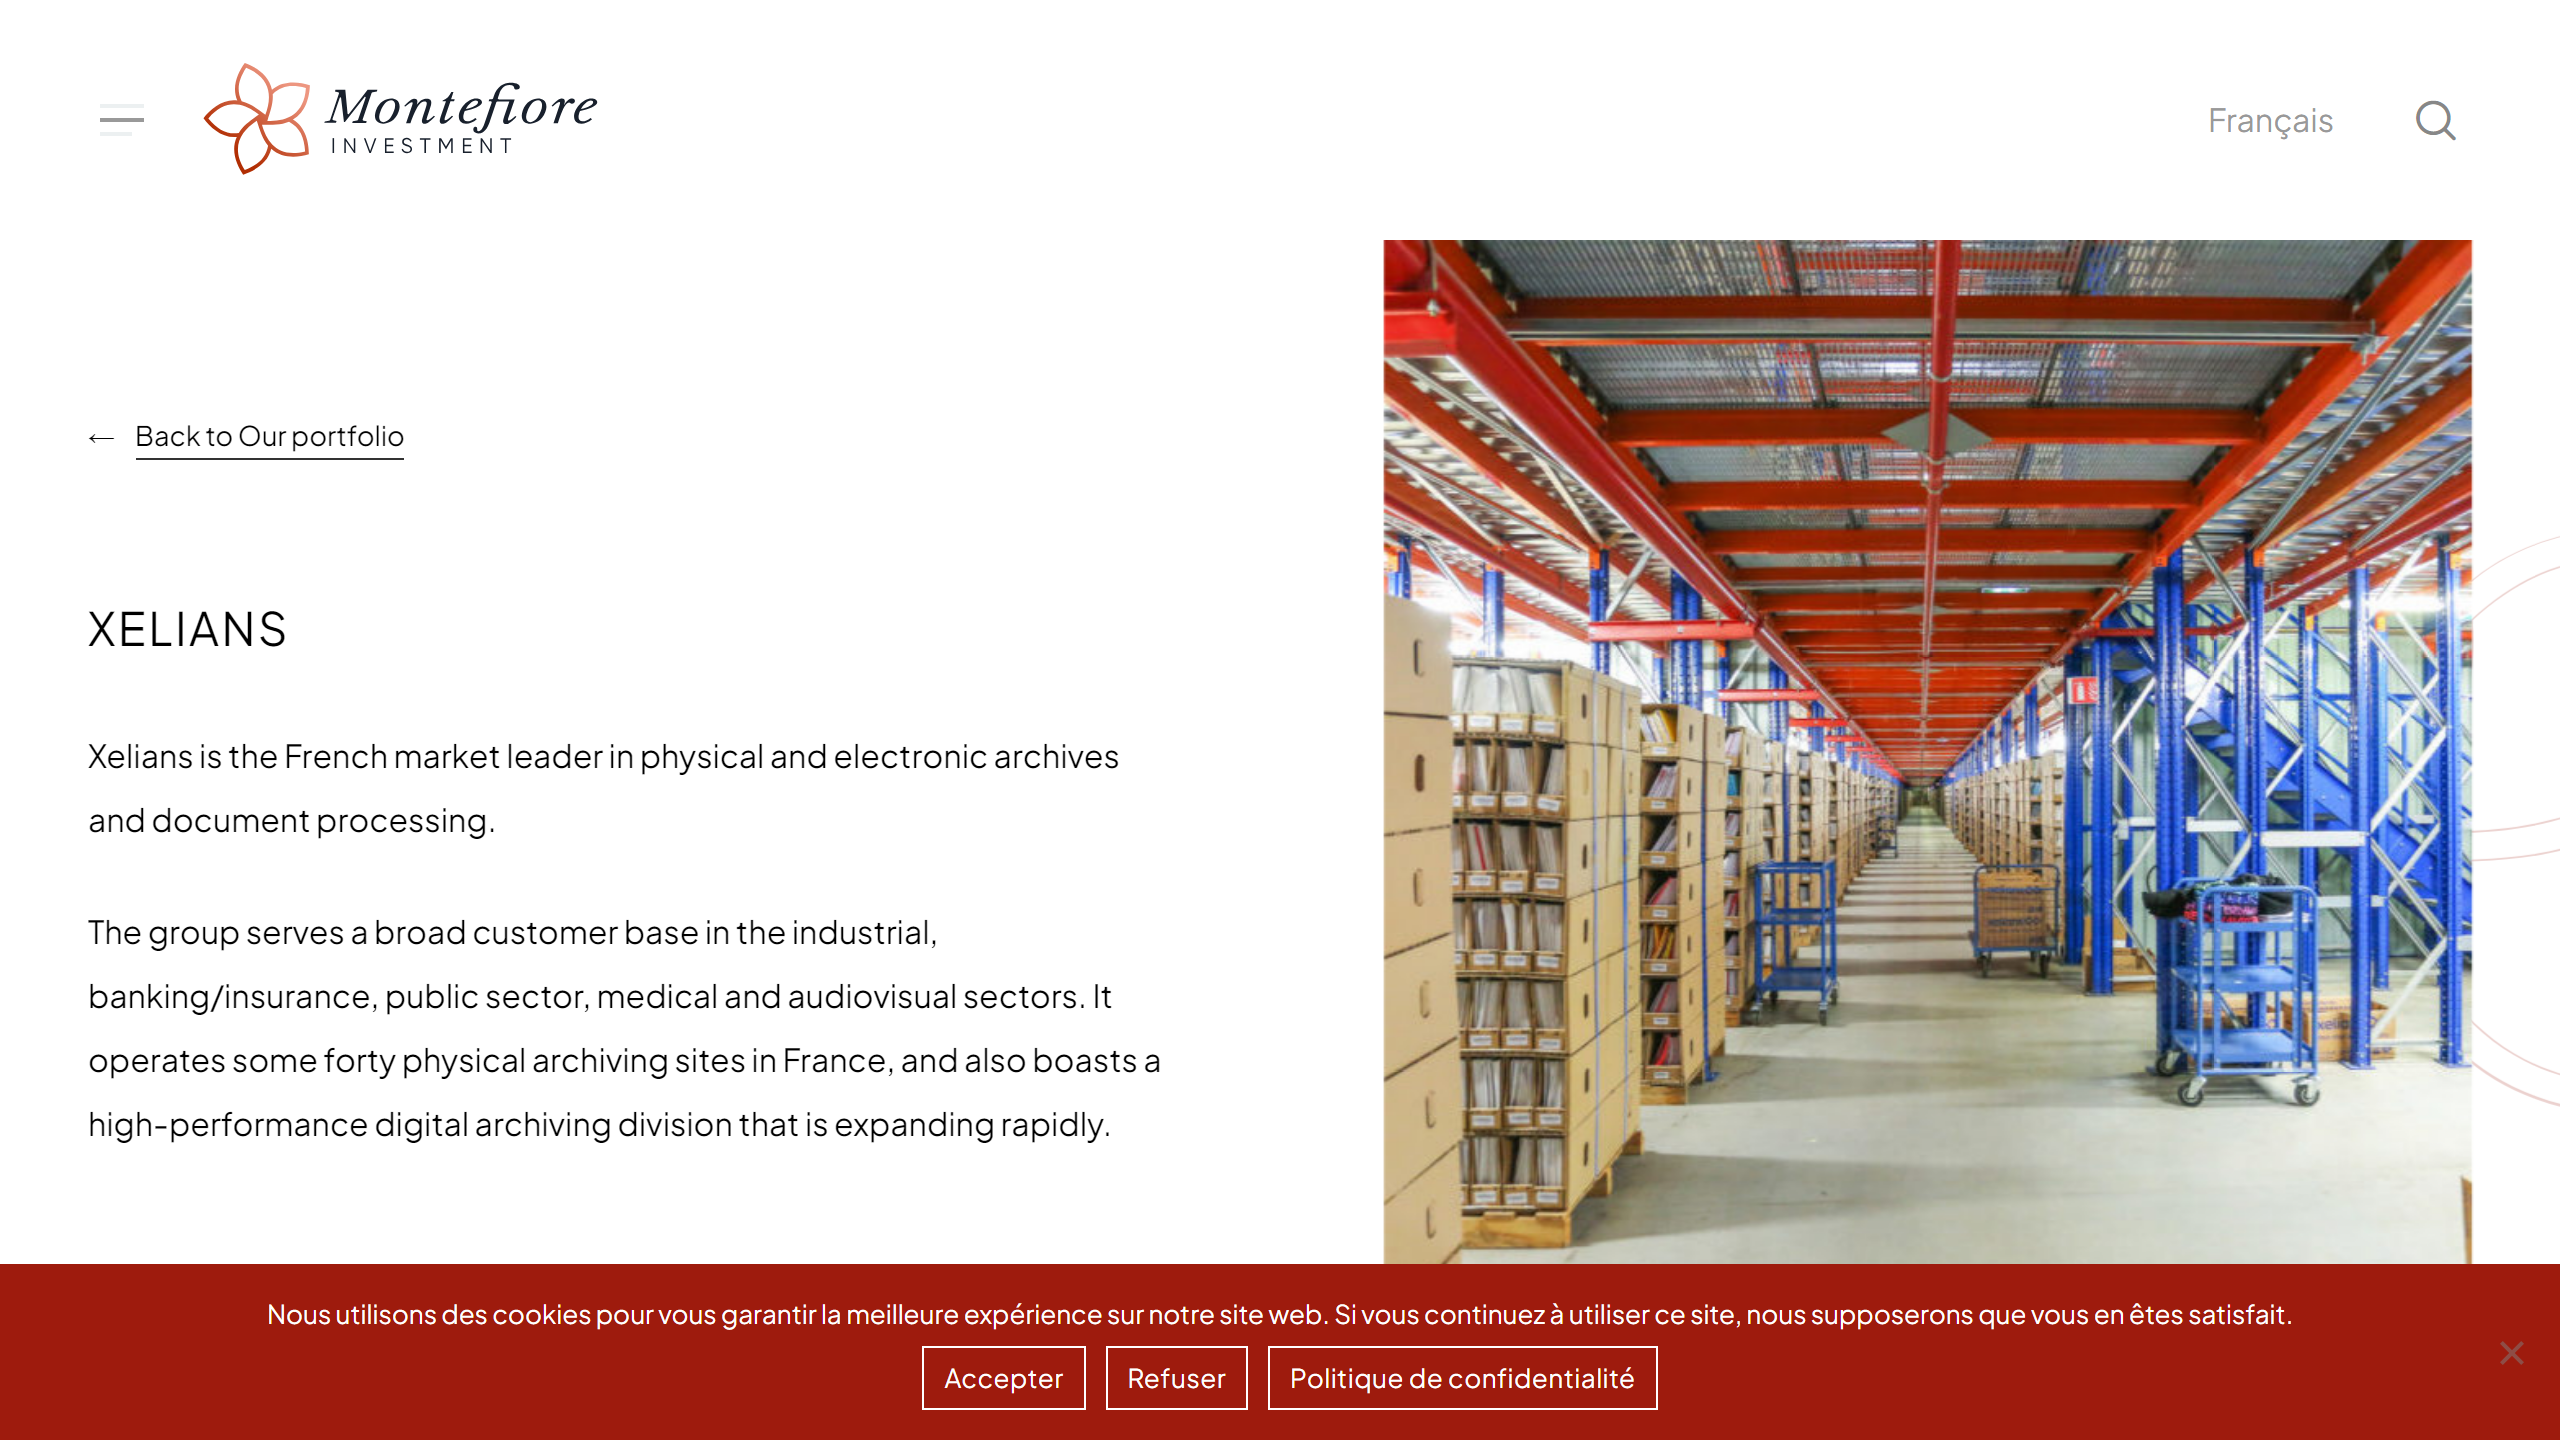 Montefiore
INVESTMENT
Français
← Back to Our portfolio
XELIANS
Xelians is the French market leader in physical and electronic archives
and document processing.
The group serves a broad customer base in the industrial,
banking/insurance, public sector, medical and audiovisual sectors. It
operates some forty physical archiving sites in France, and also boasts a
high-performance digital archiving division that is expanding rapidly.
Nous utilisons des cookies pour vous garantir la meilleure expérience sur notre site web. Si vous continuez à utiliser ce site, nous supposerons que vous en êtes satisfait.
Accepter
Refuser
Politique de confidentialité